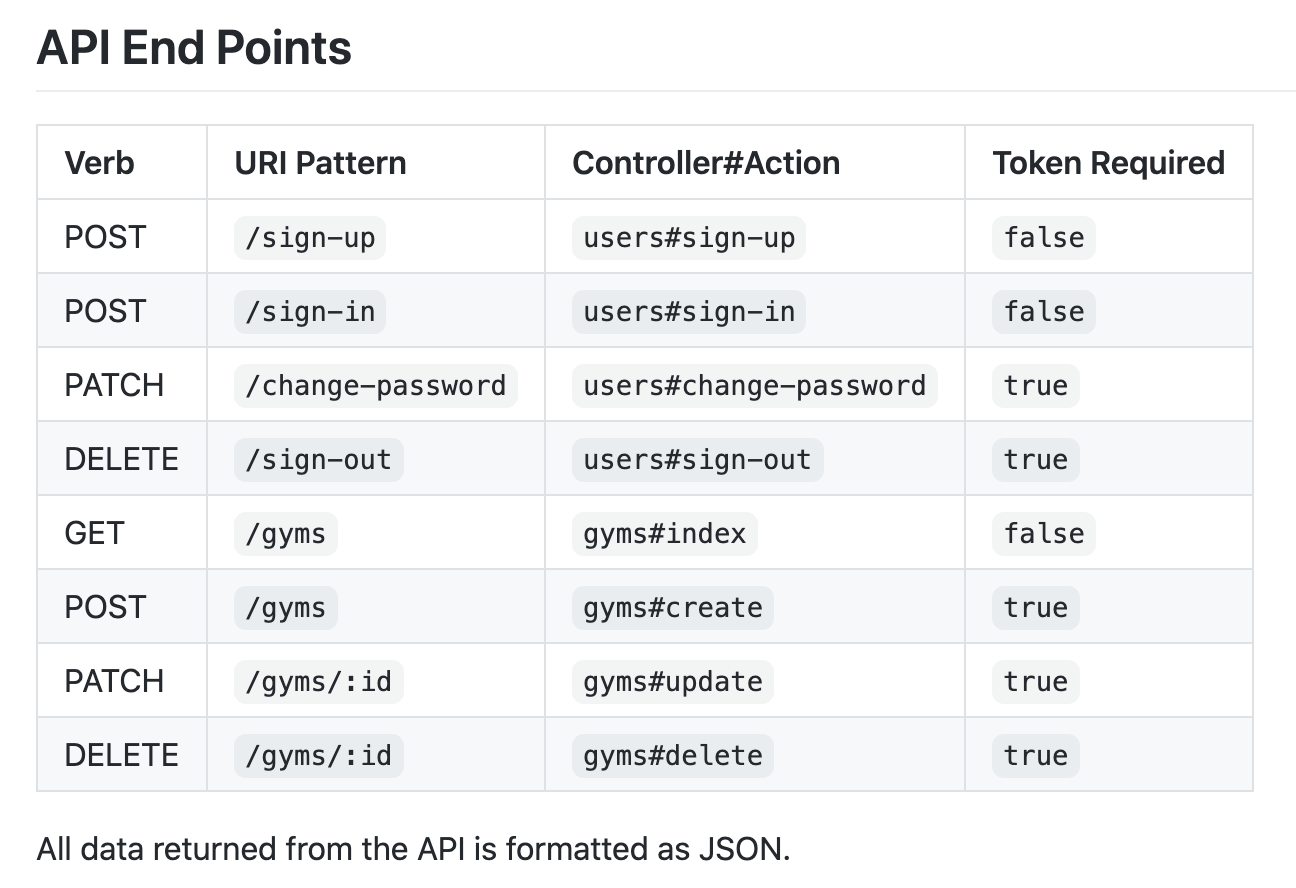 API End Points
Verb URI Pattern Controller#Action Token Required
POST /sign-up users#sign-up false
POST /sign-in users#sign-in false
PATCH /change-password users#change-password true
DELETE /sign-out users#sign-out true
GET /gyms gyms#index false
POST /gyms gyms#create true
PATCH /gyms/:id gyms#update true
DELETE /gyms/:id gyms#delete true
All data returned from the API is formatted as JSON.